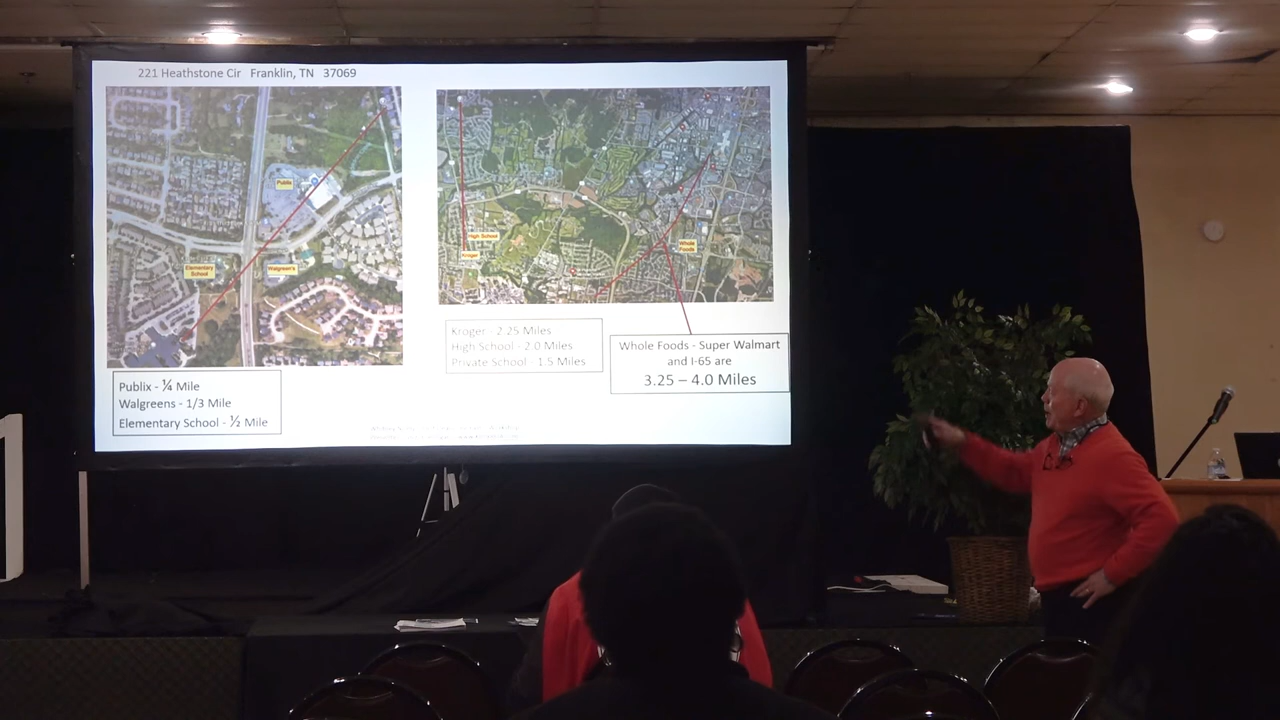 221 Heathstone Cir Franklin, TN 37069
Publix
Elementary
School
Walgreen's
High School
Kroger
Whole
Foods
Publix - ¼ Mile
Walgreens - 1/3 Mile
Elementary School - ½ Mile
Kroger - 2.25 Miles
High School - 2.0 Miles
Private School - 1.5 Miles
Whole Foods - Super Walmart
and I-65 are
3.25 – 4.0 Miles